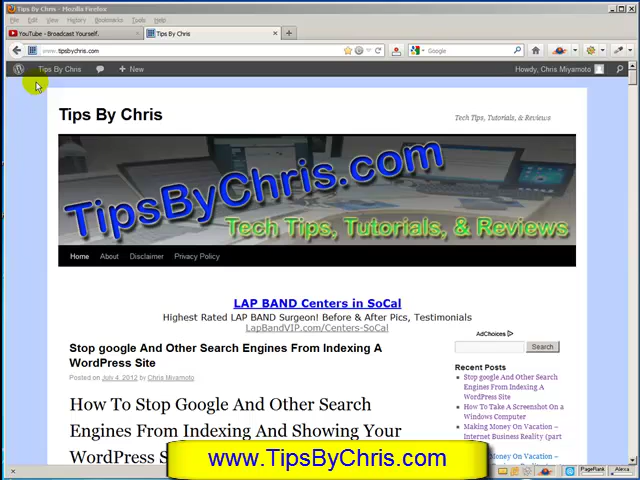 Tips By Chris - Mozilla Firefox
File Edit View History Bookmarks Tools Help
YouTube - Broadcast Yourself.
Tips By Chris
www.tipsbychris.com
Google
Tips By Chris
New
Howdy, Chris Miyamoto
Tips By Chris
Tech Tips, Tutorials, & Reviews
TipsByChris.com
Tech Tips, Tutorials, & Reviews
Home About Disclaimer Privacy Policy
LAP BAND Centers in SoCal
Highest Rated LAP BAND Surgeon! Before & After Pics, Testimonials
LapBandVIP.com/Centers-SoCal
AdChoices
Search
Stop google And Other Search Engines From Indexing A
WordPress Site
Posted on July 4, 2012 by Chris Miyamoto
How To Stop Google And Other Search
Engines From Indexing And Showing Your
WordPress S
Recent Posts
Stop google And Other Search
Engines From Indexing A
WordPress Site
How To Take A Screenshot On a
Windows Computer
Making Money On Vacation –
Internet Business Reality (part
Money On Vacation –
www.TipsByChris.com
PageRank
Alexa